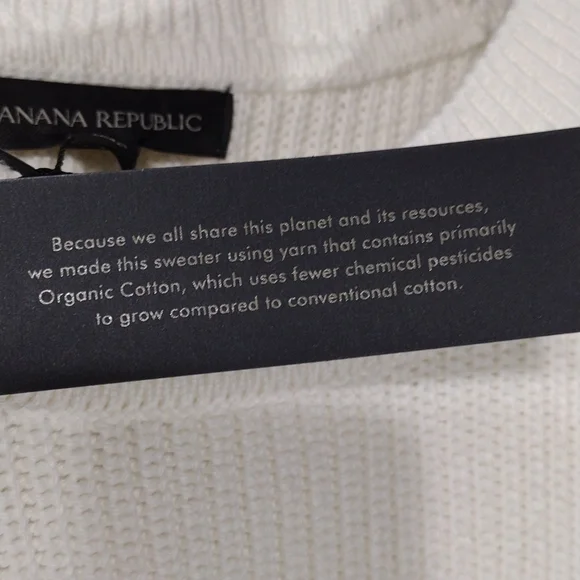 ANANA REPUBLIC
Because we all share this planet and its resources,
we made this sweater using yarn that contains primarily
Organic Cotton, which uses fewer chemical pesticides
to grow compared to conventional cotton.